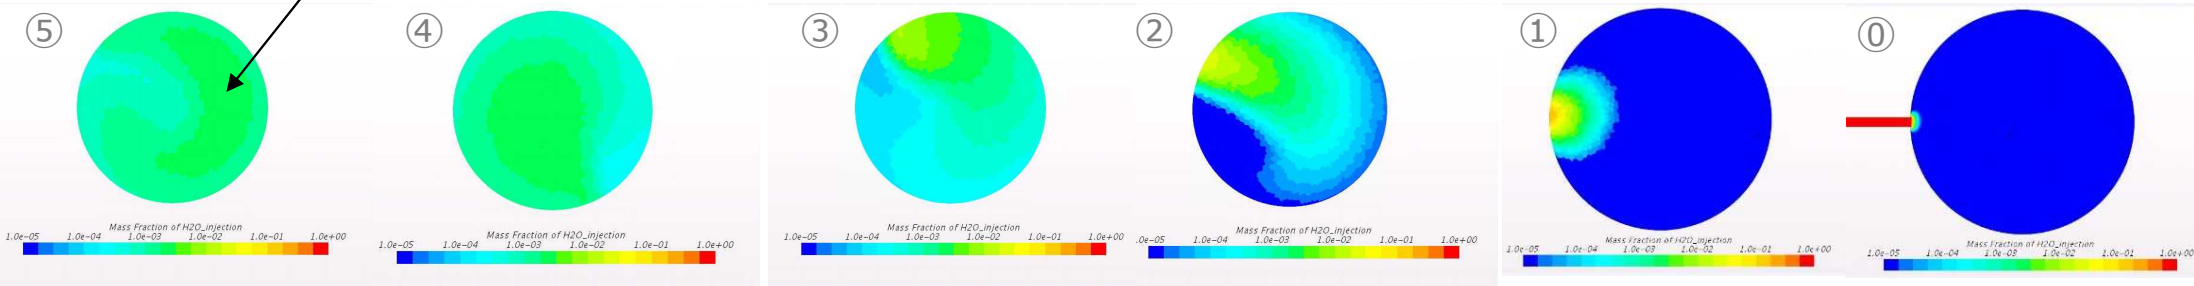 ⑤
Mass Fraction of H2O_injection
1.0e-05 1.0e-04 1.0e-03 1.0e-02 1.0e-01 1.0e+00
④
Mass Fraction of H2O_injection
1.0e-05 1.0e-04 1.0e-03 1.0e-02 1.0e-01 1.0e+00
③
Mass Fraction of H2O_injection
1.0e-05 1.0e-04 1.0e-03 1.0e-02 1.0e-01 1.0e+00
②
Mass Fraction of H2O_injection
.0e-05 1.0e-04 1.0e-03 1.0e-02 1.0e-01 1.0e+00
①
Mass Fraction of H2O_injection
1.0e-05 1.0e-04 1.0e-03 1.0e-02 1.0e-01 1.0e+00
⓪
Mass Fraction of H2O_injection
1.0e-05 1.0e-04 1.0e-03 1.0e-02 1.0e-01 1.0e+00